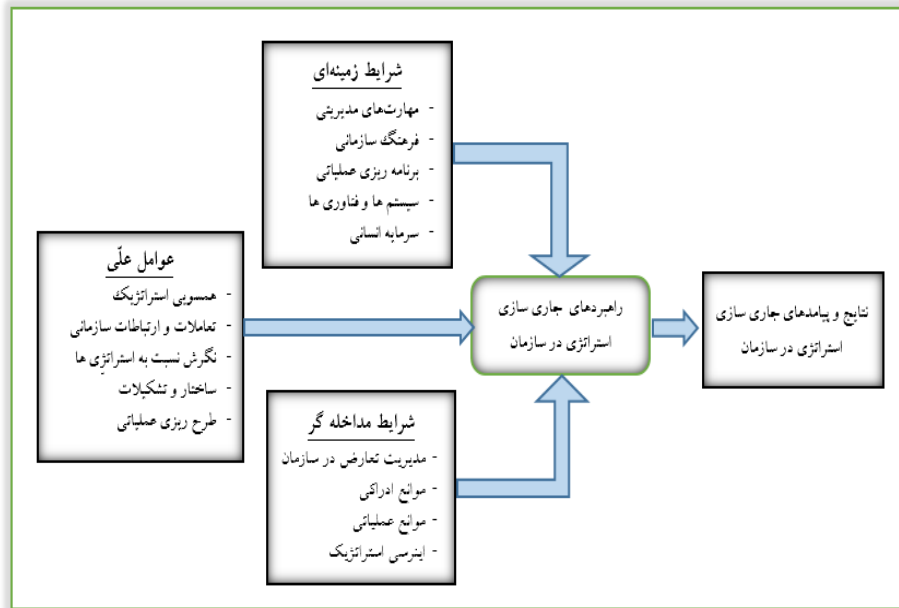 شرایط زمینه‌ای
- مهارت‌های مدیریتی
- فرهنگ سازمانی
- برنامه ریزی عملیاتی
- سیستم ها و فناوری ها
- سرمایه انسانی
عوامل علّی
- همسویی استراتژیک
- تعاملات و ارتباطات سازمانی
- نگرش نسبت به استراتژی ها
- ساختار و تشکیلات
- طرح ریزی عملیاتی
شرایط مداخله گر
- مدیریت تعارض در سازمان
- موانع ادراکی
- موانع عملیاتی
- اینرسی استراتژیک
راهبردهای جاری سازی
استراتژی در سازمان
نتایج و پیامدهای جاری سازی
استراتژی در سازمان